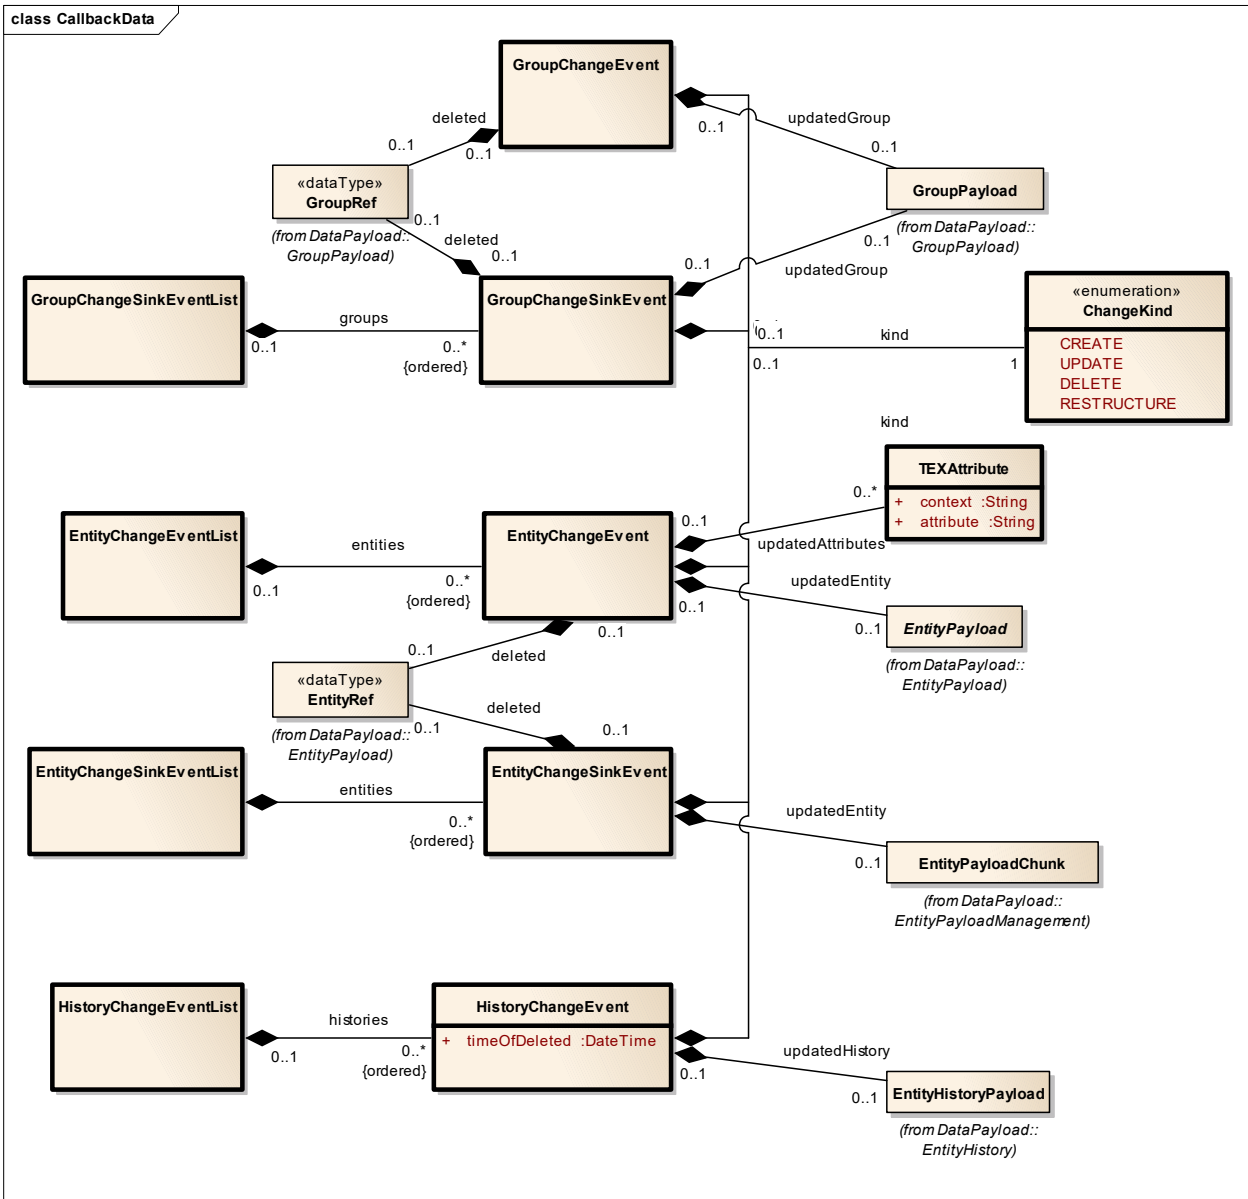 class CallbackData
GroupChangeEvent
deleted
0..1
0..1
0..1
updatedGroup
0..1
«dataType»
GroupRef
(from DataPayload::
GroupPayload)
GroupPayload
(from DataPayload::
GroupPayload)
0..1
deleted
0..1
0..1
0..1
updatedGroup
GroupChangeSinkEventList
groups
0..1
0..*
{ordered}
GroupChangeSinkEvent
0..1
0..1
kind
1
«enumeration»
ChangeKind
CREATE
UPDATE
DELETE
RESTRUCTURE
kind
TEXAttribute
+ context :String
+ attribute :String
0..*
0..1
updatedAttributes
EntityChangeEventList
entities
0..1
0..*
{ordered}
EntityChangeEvent
updatedEntity
0..1
0..1
EntityPayload
(from DataPayload::
EntityPayload)
0..1
0..1
deleted
«dataType»
EntityRef
(from DataPayload::
EntityPayload)
deleted
0..1
0..1
EntityChangeSinkEventList
entities
0..*
{ordered}
EntityChangeSinkEvent
updatedEntity
0..1
EntityPayloadChunk
(from DataPayload::
EntityPayloadManagement)
HistoryChangeEventList
histories
0..1
0..*
{ordered}
HistoryChangeEvent
+ timeOfDeleted :DateTime
updatedHistory
0..1
0..1
EntityHistoryPayload
(from DataPayload::
EntityHistory)